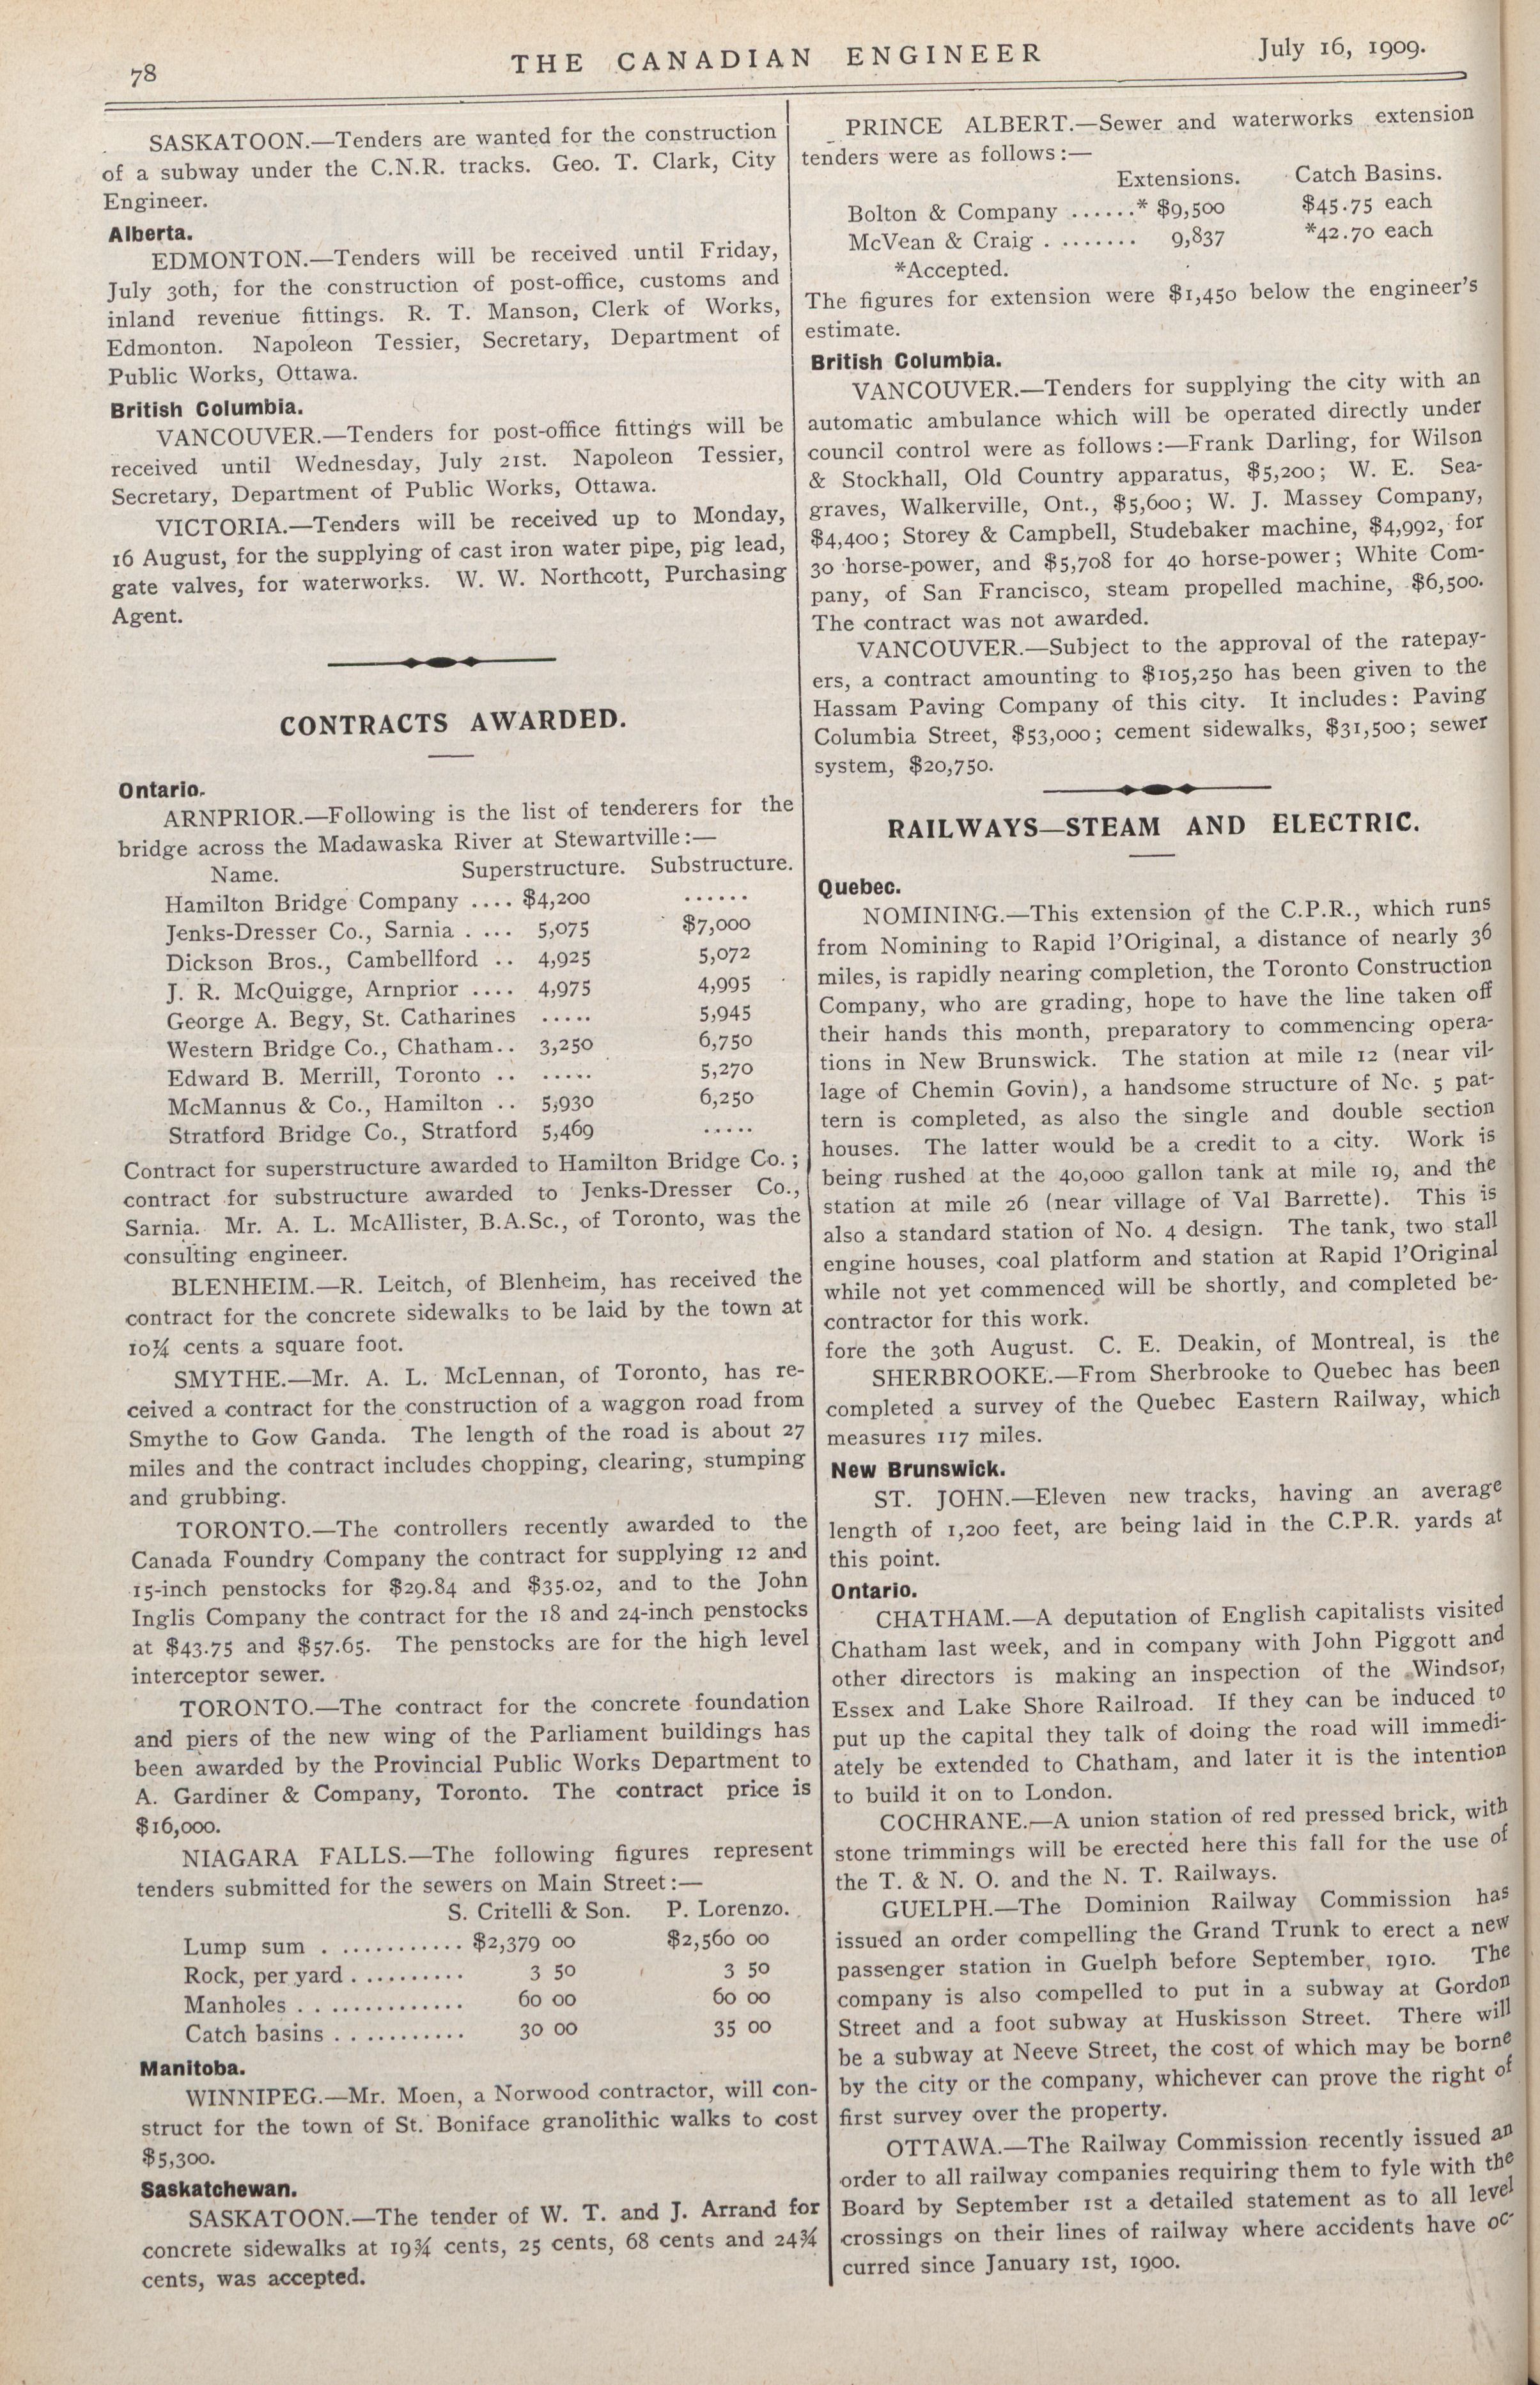 78
THE CANADIAN ENGINEER
July 16, 1909.
SASKATOON.—Tenders are wanted for the construction
of a subway under the C.N.R. tracks. Geo. T. Clark, City
Engineer.
Alberta.
EDMONTON.—Tenders will be received until Friday,
July 30th, for the construction of post-office, customs and
inland revenue fittings. R. T. Manson, Clerk of Works,
Edmonton. Napoleon Tessier, Secretary, Department of
Public Works, Ottawa.
British Columbia.
VANCOUVER.—Tenders for post-office fittings will be
received until Wednesday, July 21st. Napoleon Tessier,
Secretary, Department of Public Works, Ottawa.
VICTORIA.—Tenders will be received up to Monday,
16 August, for the supplying of cast iron water pipe, pig lead,
gate valves, for waterworks. W. W. Northcott, Purchasing
Agent.
CONTRACTS AWARDED.
Ontario.
ARNPRIOR.—Following is the list of tenderers for the
bridge across the Madawaska River at Stewartville:—
Name. Superstructure. Substructure.
Hamilton Bridge Company .... $4,200 ......
Jenks-Dresser Co., Sarnia . ... 5,075 $7,000
Dickson Bros., Cambellford .. 4,925 5,072
J. R. McQuigge, Arnprior .... 4,975 4,995
George A. Begy, St. Catharines ..... 5,945
Western Bridge Co., Chatham.. 3,250 6,750
Edward B. Merrill, Toronto .. ..... 5,270
McMannus & Co., Hamilton .. 5,930 6,250
Stratford Bridge Co., Stratford 5,469 .....
Contract for superstructure awarded to Hamilton Bridge Co.;
contract for substructure awarded to Jenks-Dresser Co.,
Sarnia. Mr. A. L. McAllister, B.A.Sc., of Toronto, was the
consulting engineer.
BLENHEIM.—R. Leitch, of Blenheim, has received the
contract for the concrete sidewalks to be laid by the town at
10¼ cents a square foot.
SMYTHE.—Mr. A. L. McLennan, of Toronto, has re-
ceived a contract for the construction of a waggon road from
Smythe to Gow Ganda. The length of the road is about 27
miles and the contract includes chopping, clearing, stumping
and grubbing.
TORONTO.—The controllers recently awarded to the
Canada Foundry Company the contract for supplying 12 and
15-inch penstocks for $29.84 and $35.02, and to the John
Inglis Company the contract for the 18 and 24-inch penstocks
at $43.75 and $57.65. The penstocks are for the high level
interceptor sewer.
TORONTO.—The contract for the concrete foundation
and piers of the new wing of the Parliament buildings has
been awarded by the Provincial Public Works Department to
A. Gardiner & Company, Toronto. The contract price is
$16,000.
NIAGARA FALLS.—The following figures represent
tenders submitted for the sewers on Main Street:—
S. Critelli & Son. P. Lorenzo.
Lump sum . ........... $2,379 00 $2,560 00
Rock, per yard . ......... 3 50 3 50
Manholes . . ............. 60 00 60 00
Catch basins . . .......... 30 00 35 00
Manitoba.
WINNIPEG.—Mr. Moen, a Norwood contractor, will con-
struct for the town of St. Boniface granolithic walks to cost
$5,300.
Saskatchewan.
SASKATOON.—The tender of W. T. and J. Arrand for
concrete sidewalks at 19¾ cents, 25 cents, 68 cents and 24¾
cents, was accepted.
PRINCE ALBERT.—Sewer and waterworks extension
tenders were as follows:—
Extensions. Catch Basins.
Bolton & Company ......* $9,500 $45.75 each
McVean & Craig . ....... 9,837 *42.70 each
*Accepted.
The figures for extension were $1,450 below the engineer's
estimate.
British Columbia.
VANCOUVER.—Tenders for supplying the city with an
automatic ambulance which will be operated directly under
council control were as follows:—Frank Darling, for Wilson
& Stockhall, Old Country apparatus, $5,200; W. E. Sea-
graves, Walkerville, Ont., $5,600; W. J. Massey Company,
$4,400; Storey & Campbell, Studebaker machine, $4,992, for
30 horse-power, and $5,708 for 40 horse-power; White Com-
pany, of San Francisco, steam propelled machine, $6,500.
The contract was not awarded.
VANCOUVER.—Subject to the approval of the ratepay-
ers, a contract amounting to $105,250 has been given to the
Hassam Paving Company of this city. It includes: Paving
Columbia Street, $53,000; cement sidewalks, $31,500; sewer
system, $20,750.
RAILWAYS—STEAM AND ELECTRIC.
Quebec.
NOMINING.—This extension of the C.P.R., which runs
from Nomining to Rapid l'Original, a distance of nearly 36
miles, is rapidly nearing completion, the Toronto Construction
Company, who are grading, hope to have the line taken off
their hands this month, preparatory to commencing opera-
tions in New Brunswick. The station at mile 12 (near vil-
lage of Chemin Govin), a handsome structure of No. 5 pat-
tern is completed, as also the single and double section
houses. The latter would be a credit to a city. Work is
being rushed at the 40,000 gallon tank at mile 19, and the
station at mile 26 (near village of Val Barrette). This is
also a standard station of No. 4 design. The tank, two stall
engine houses, coal platform and station at Rapid l'Original
while not yet commenced will be shortly, and completed be-
contractor for this work.
fore the 30th August. C. E. Deakin, of Montreal, is the
SHERBROOKE.—From Sherbrooke to Quebec has been
completed a survey of the Quebec Eastern Railway, which
measures 117 miles.
New Brunswick.
ST. JOHN.—Eleven new tracks, having an average
length of 1,200 feet, are being laid in the C.P.R. yards at
this point.
Ontario.
CHATHAM.—A deputation of English capitalists visited
Chatham last week, and in company with John Piggott and
other directors is making an inspection of the Windsor,
Essex and Lake Shore Railroad. If they can be induced to
put up the capital they talk of doing the road will immedi-
ately be extended to Chatham, and later it is the intention
to build it on to London.
COCHRANE.—A union station of red pressed brick, with
stone trimmings will be erected here this fall for the use of
the T. & N. O. and the N. T. Railways.
GUELPH.—The Dominion Railway Commission has
issued an order compelling the Grand Trunk to erect a new
passenger station in Guelph before September, 1910. The
company is also compelled to put in a subway at Gordon
Street and a foot subway at Huskisson Street. There will
be a subway at Neeve Street, the cost of which may be borne
by the city or the company, whichever can prove the right of
first survey over the property.
OTTAWA.—The Railway Commission recently issued an
order to all railway companies requiring them to fyle with the
Board by September 1st a detailed statement as to all level
crossings on their lines of railway where accidents have oc-
curred since January 1st, 1900.